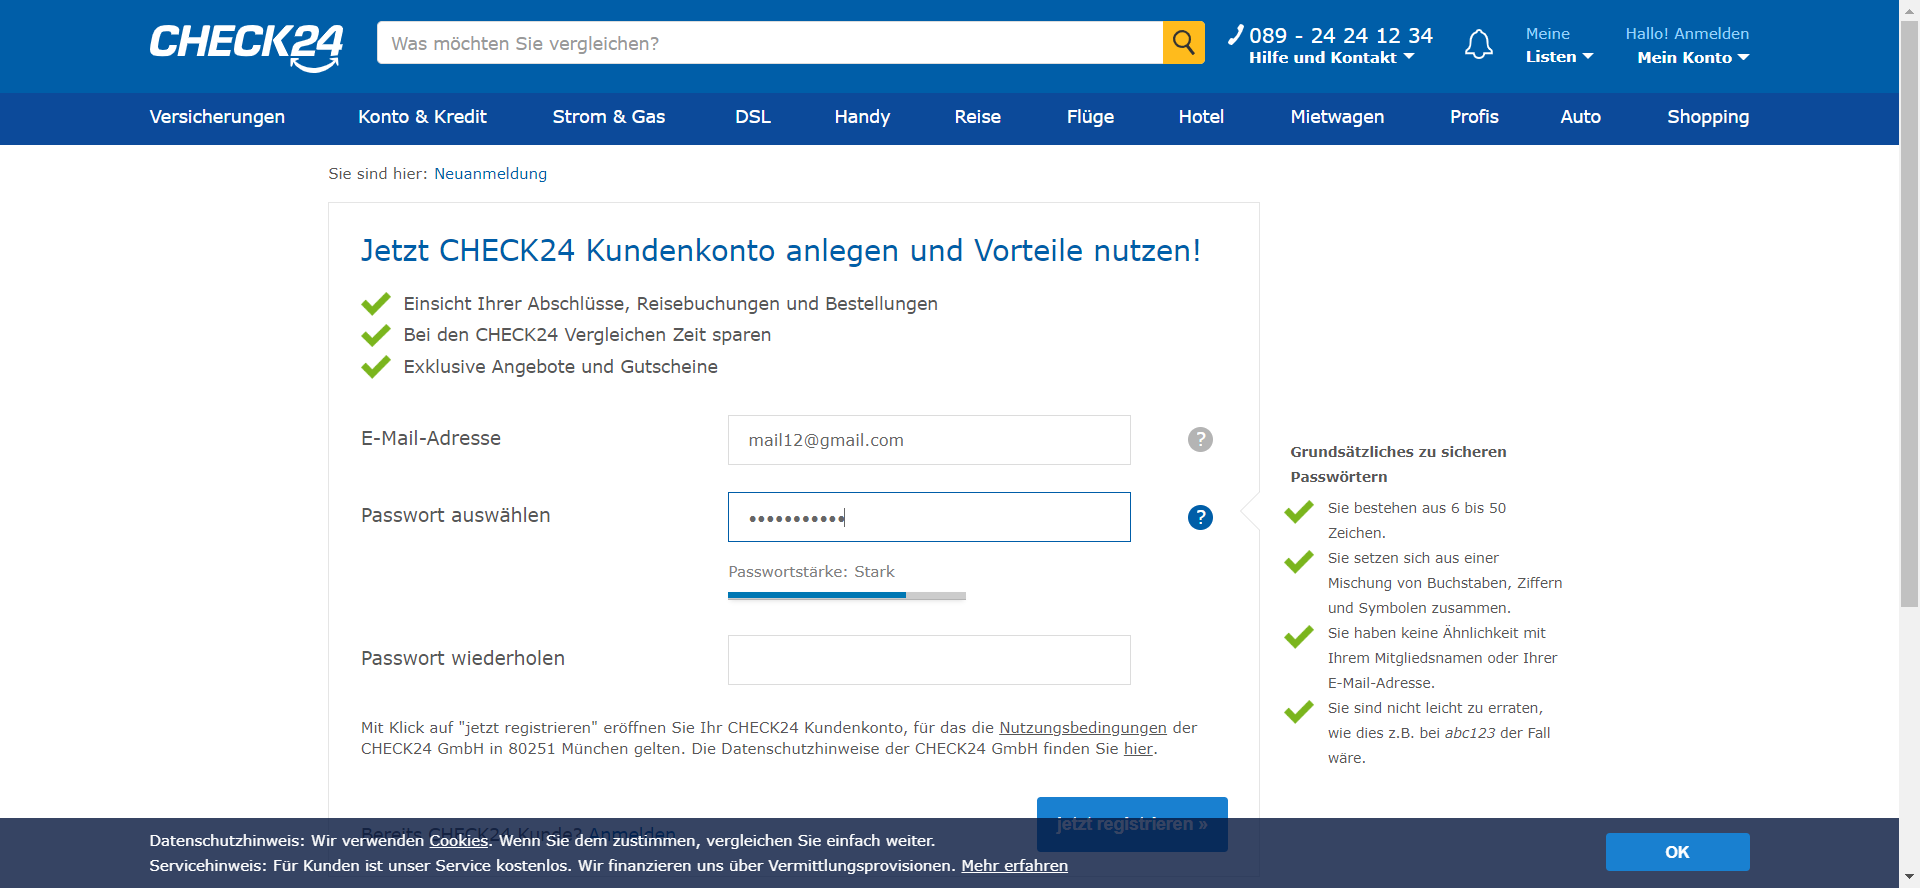 CHECK24
Was möchten Sie vergleichen?
089 - 24 24 12 34
Hilfe und Kontakt
Meine
Listen
Hallo! Anmelden
Mein Konto
Versicherungen Konto & Kredit Strom & Gas DSL Handy Reise Flüge Hotel Mietwagen Profis Auto Shopping
Sie sind hier: Neuanmeldung
Jetzt CHECK24 Kundenkonto anlegen und Vorteile nutzen!
Einsicht Ihrer Abschlüsse, Reisebuchungen und Bestellungen
Bei den CHECK24 Vergleichen Zeit sparen
Exklusive Angebote und Gutscheine
E-Mail-Adresse
mail12@gmail.com
?
Passwort auswählen
•••••••••••
?
Passwortstärke: Stark
Passwort wiederholen
Mit Klick auf "jetzt registrieren" eröffnen Sie Ihr CHECK24 Kundenkonto, für das die Nutzungsbedingungen der
CHECK24 GmbH in 80251 München gelten. Die Datenschutzhinweise der CHECK24 GmbH finden Sie hier.
Grundsätzliches zu sicheren
Passwörtern
Sie bestehen aus 6 bis 50
Zeichen.
Sie setzen sich aus einer
Mischung von Buchstaben, Ziffern
und Symbolen zusammen.
Sie haben keine Ähnlichkeit mit
Ihrem Mitgliedsnamen oder Ihrer
E-Mail-Adresse.
Sie sind nicht leicht zu erraten,
wie dies z.B. bei abc123 der Fall
wäre.
jetzt registrieren »
Bereits CHECK24 Kunde? Anmelden
Datenschutzhinweis: Wir verwenden Cookies. Wenn Sie dem zustimmen, vergleichen Sie einfach weiter.
Servicehinweis: Für Kunden ist unser Service kostenlos. Wir finanzieren uns über Vermittlungsprovisionen. Mehr erfahren
OK